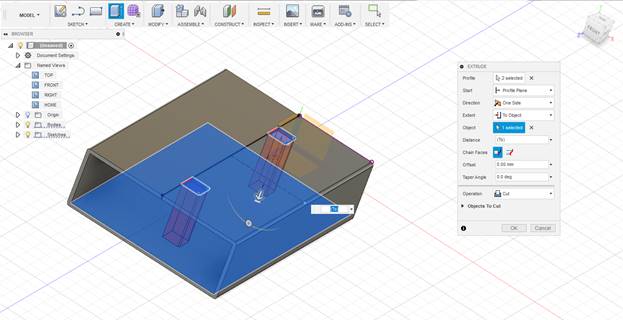 MODEL
SKETCH
CREATE
MODIFY
ASSEMBLE
CONSTRUCT
INSPECT
INSERT
MAKE
ADD-INS
SELECT
BROWSER
(Unsaved)
Document Settings
Named Views
TOP
FRONT
RIGHT
HOME
Origin
Bodies
Sketches
FRONT
EXTRUDE
Profile 2 selected
Start Profile Plane
Direction One Side
Extent To Object
Object 1 selected
Distance
Chain Faces
Offset 0.00 mm
Taper Angle 0.0 deg
Operation Cut
Objects To Cut
OK Cancel